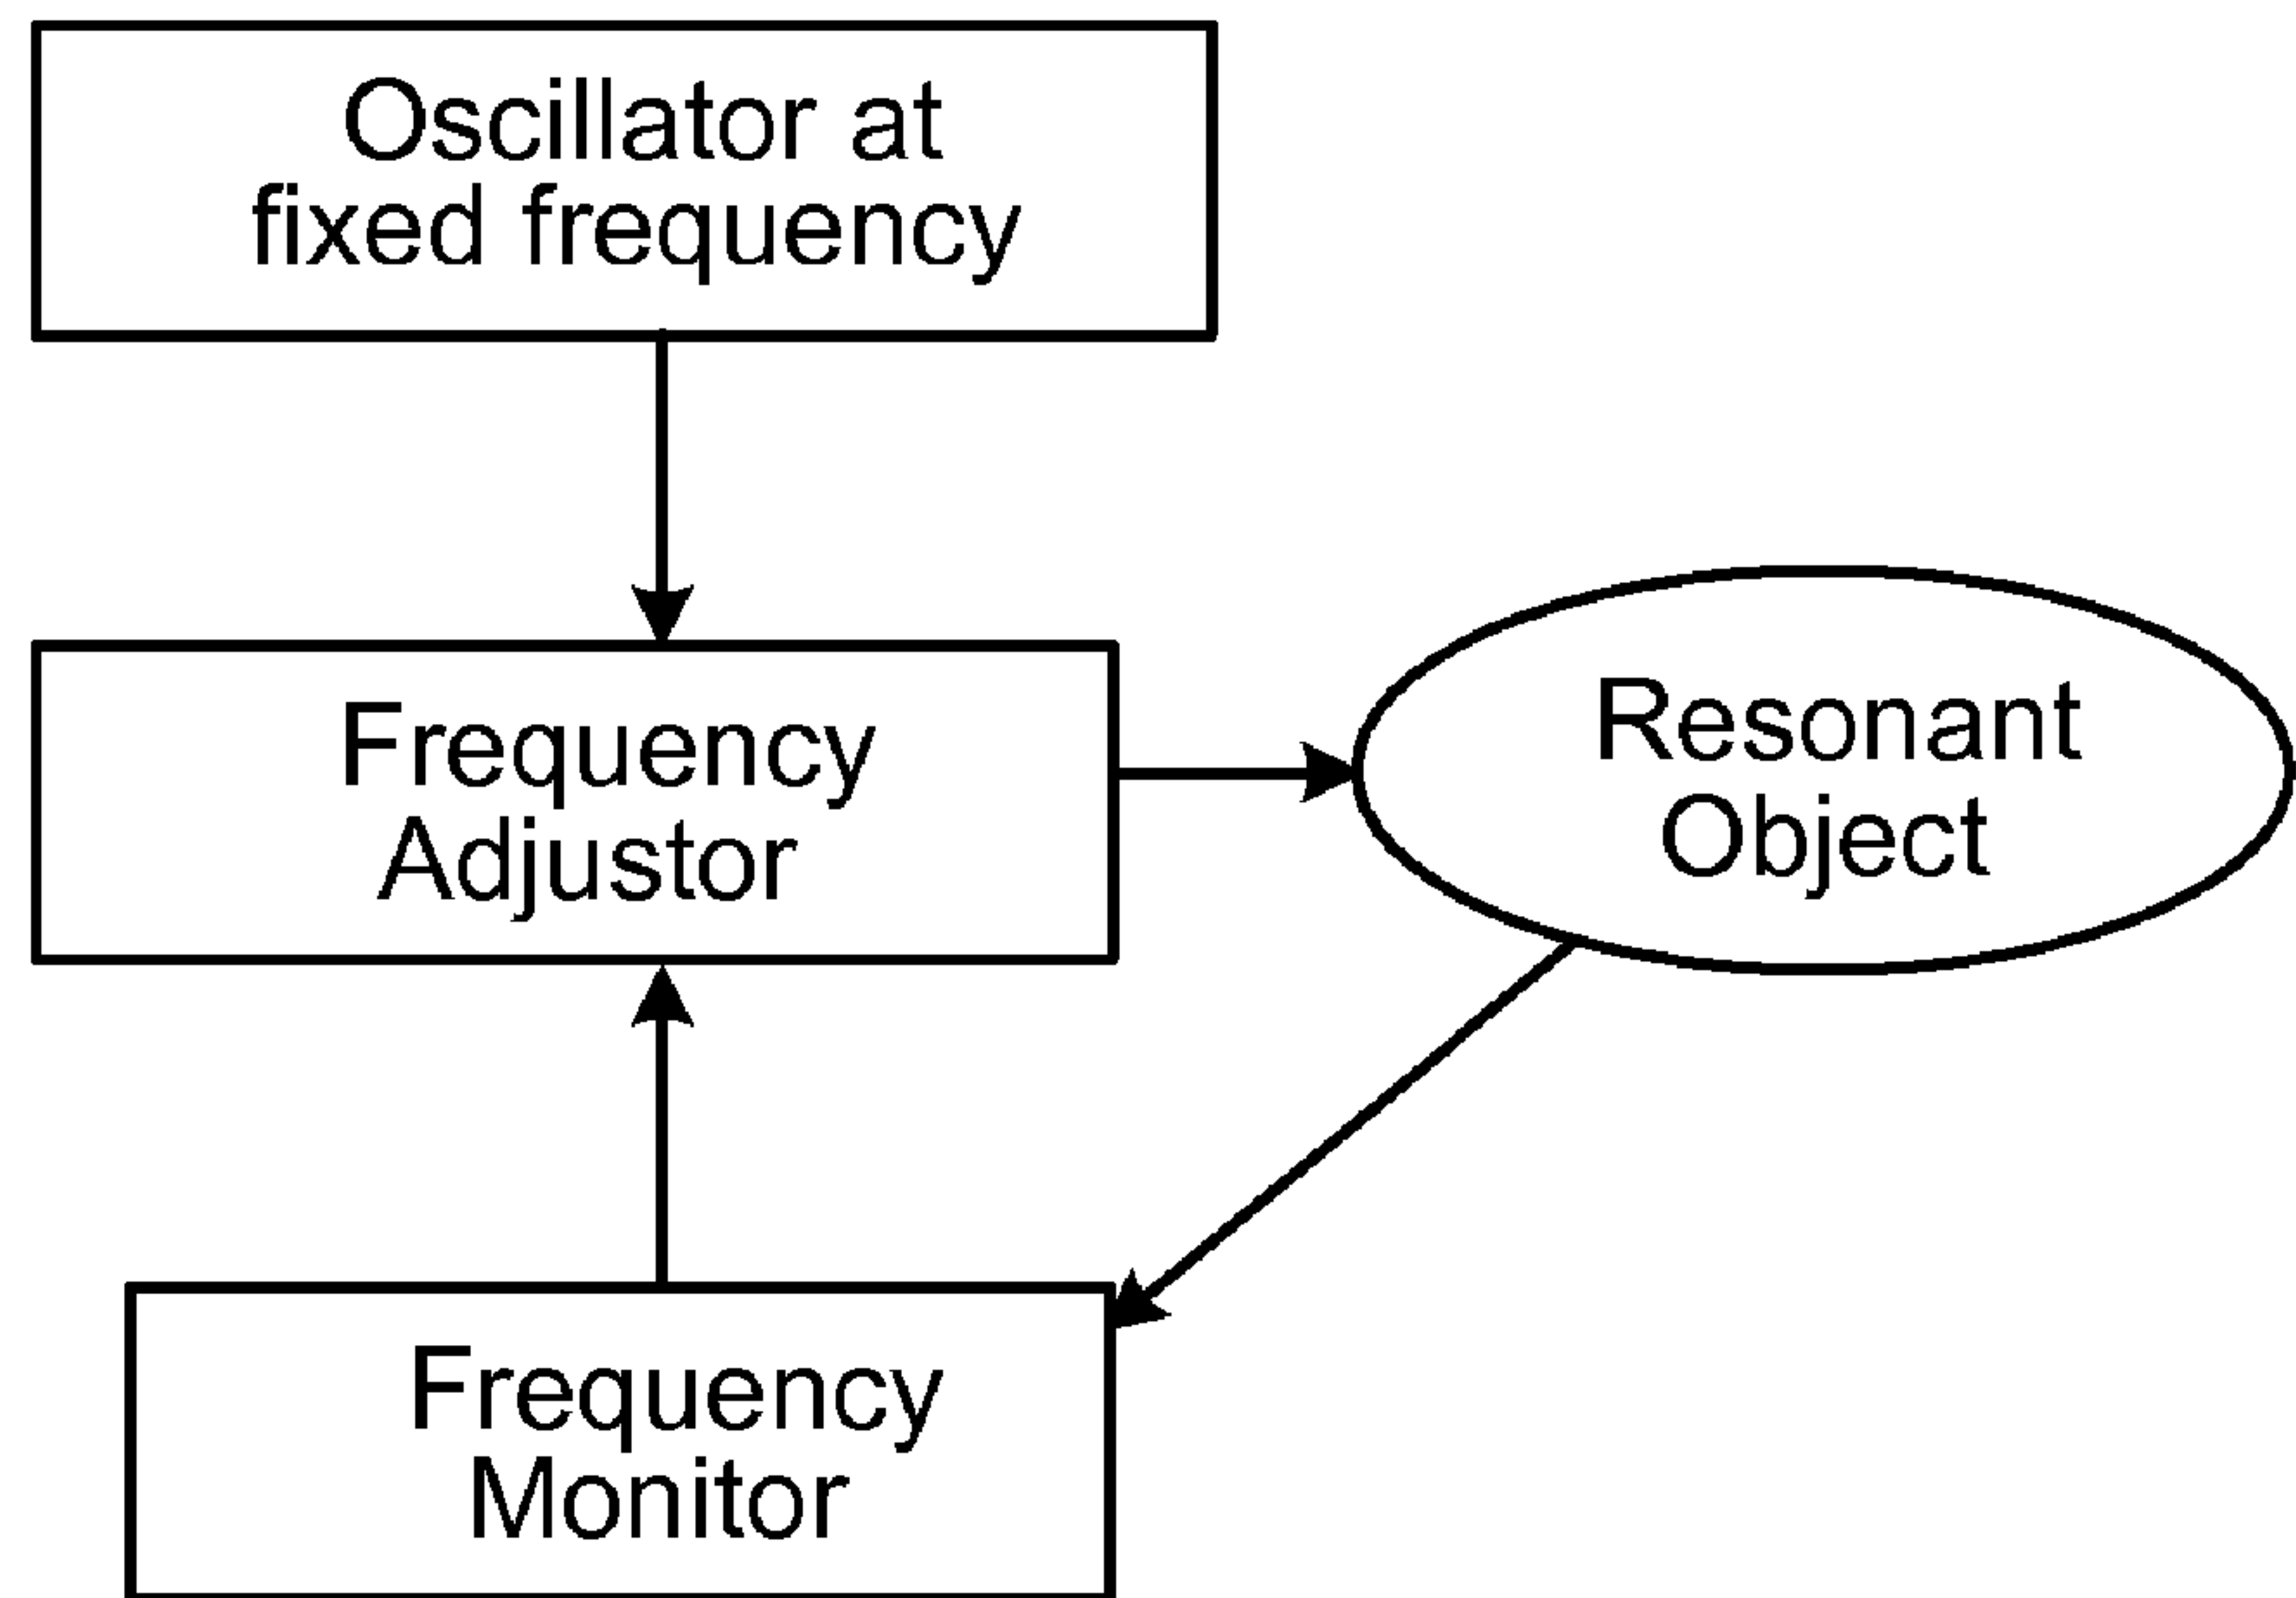 Oscillator at
fixed frequency
Frequency
Adjustor
Resonant
Object
Frequency
Monitor